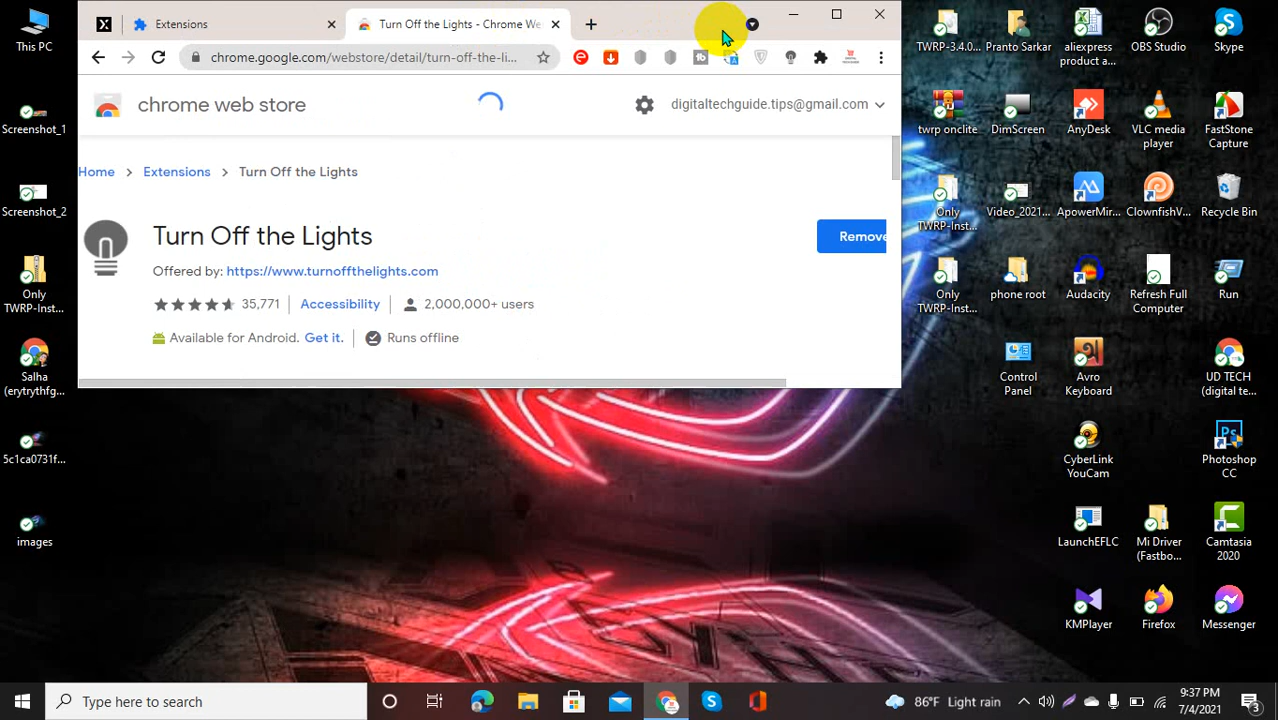 Extensions
Turn Off the Lights - Chrome We
chrome.google.com/webstore/detail/turn-off-the-li...
chrome web store
digitaltechguide.tips@gmail.com
Home > Extensions > Turn Off the Lights
Turn Off the Lights
Remove
Offered by: https://www.turnoffthelights.com
35,771
Accessibility
2,000,000+ users
Available for Android. Get it.
Runs offline
This PC
Screenshot_1
Screenshot_2
Only
TWRP-Inst...
Salha
(erytrythfg...
5c1ca0731f...
images
TWRP-3.4.0...
Pranto Sarkar
aliexpress
product a...
OBS Studio
Skype
twrp onclite
DimScreen
AnyDesk
VLC media
player
FastStone
Capture
Only
TWRP-Inst...
Video_2021...
ApowerMir...
ClownfishV...
Recycle Bin
Only
TWRP-Inst...
phone root
Audacity
Refresh Full
Computer
Run
Control
Panel
Avro
Keyboard
UD TECH
(digital te...
CyberLink
YouCam
Photoshop
CC
LaunchEFLC
Mi Driver
(Fastbo...
Camtasia
2020
KMPlayer
Firefox
Messenger
Type here to search
86°F Light rain
9:37 PM
7/4/2021
3